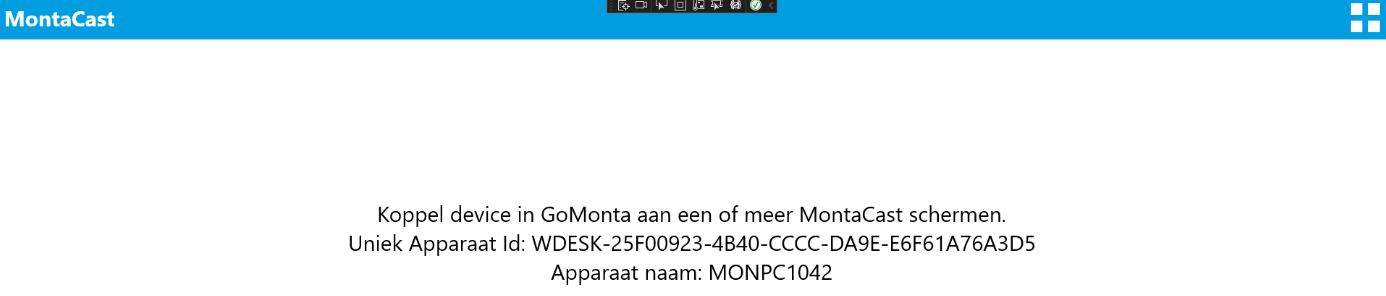 MontaCast
Koppel device in GoMonta aan een of meer MontaCast schermen.
Uniek Apparaat Id: WDESK-25F00923-4B40-CCCC-DA9E-E6F61A76A3D5
Apparaat naam: MONPC1042